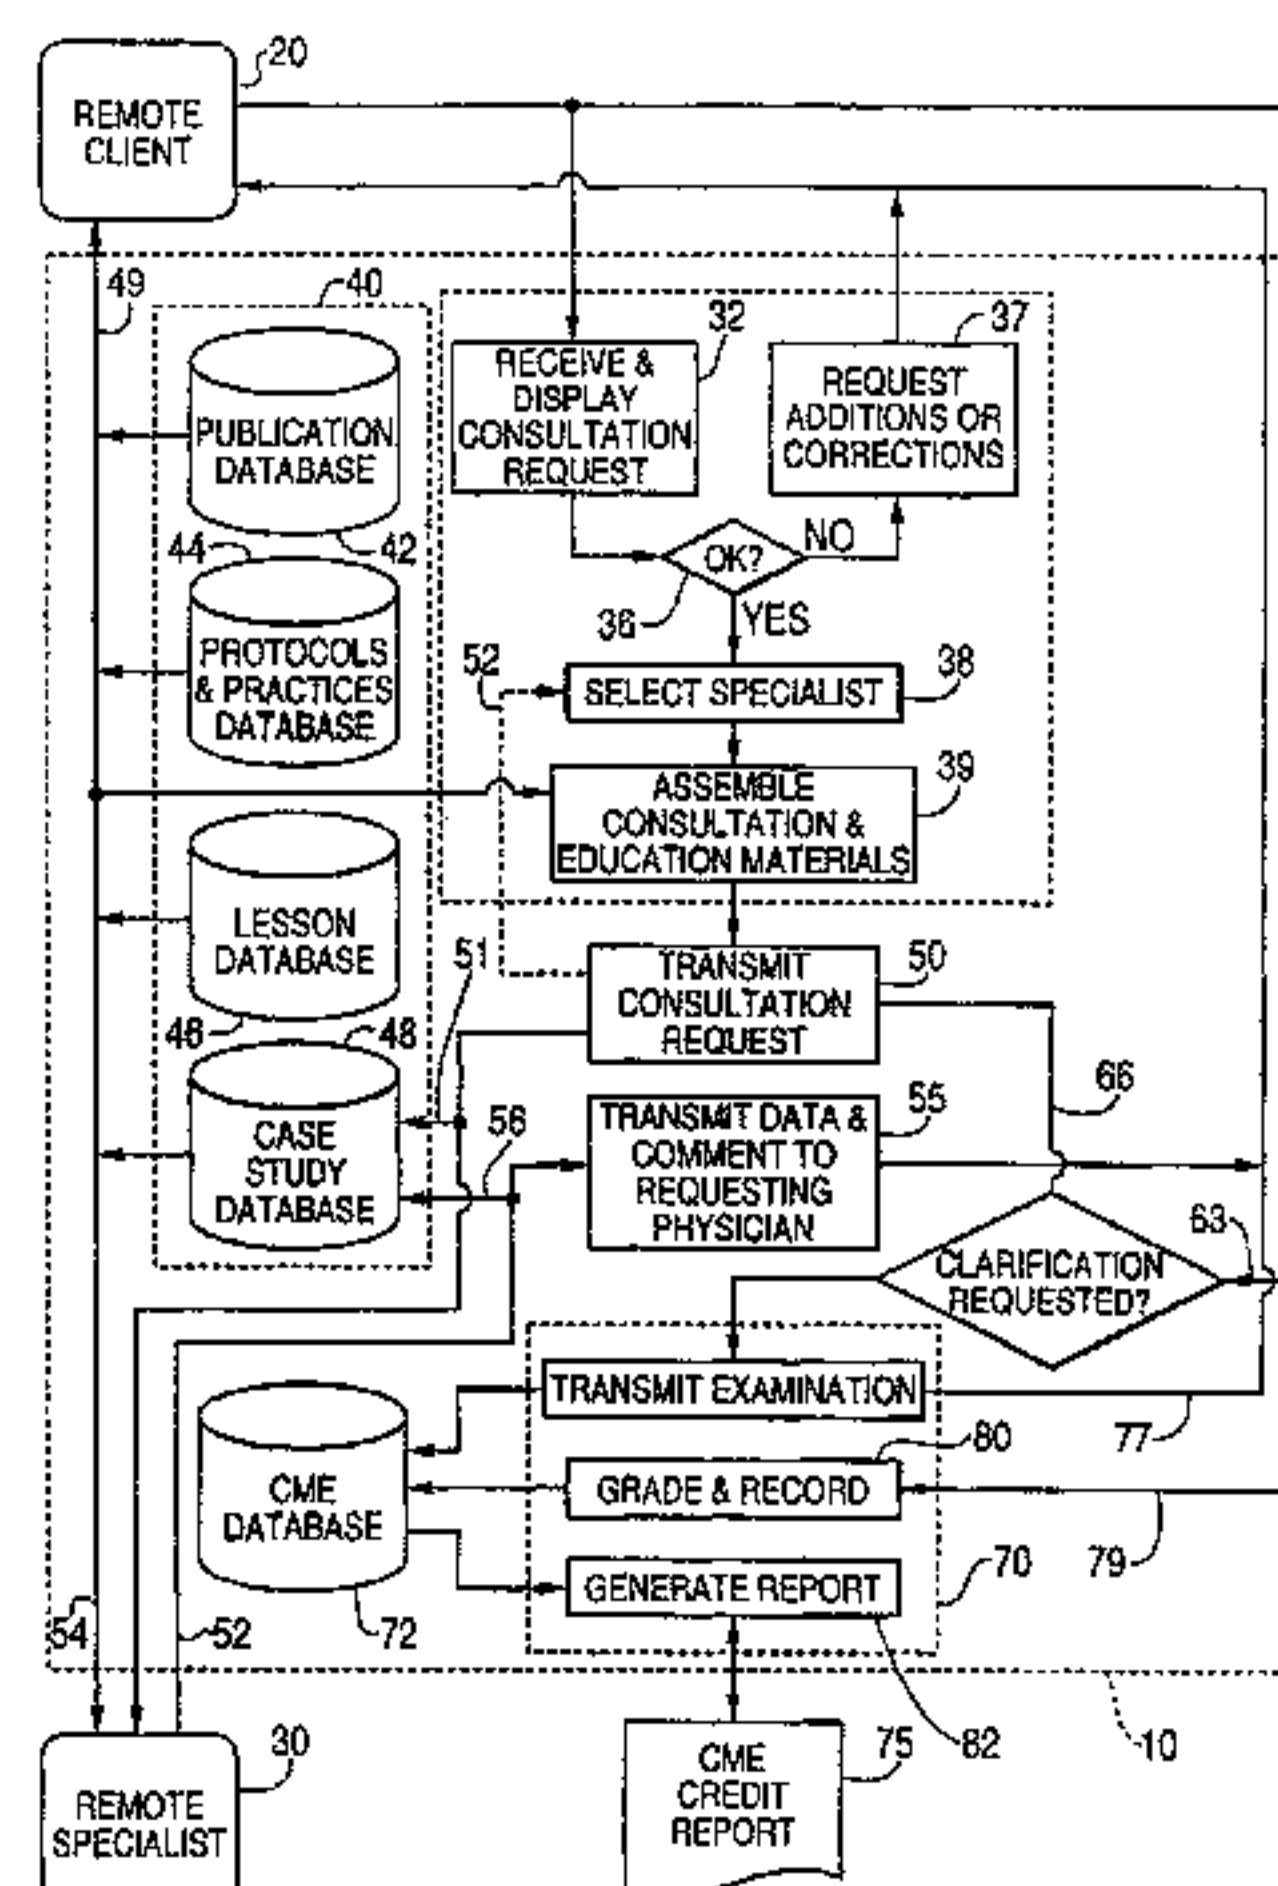 20
REMOTE
CLIENT
49
40
32
37
RECEIVE &
DISPLAY
CONSULTATION
REQUEST
REQUEST
ADDITIONS OR
CORRECTIONS
PUBLICATION
DATABASE
44
42
OK?
NO
36
YES
PROTOCOLS
& PRACTICES
DATABASE
52
38
SELECT SPECIALIST
39
ASSEMBLE
CONSULTATION &
EDUCATION MATERIALS
LESSON
DATABASE
51
50
TRANSMIT
CONSULTATION
REQUEST
46
48
66
55
TRANSMIT DATA &
COMMENT TO
REQUESTING
PHYSICIAN
56
CASE
STUDY
DATABASE
63
CLARIFICATION
REQUESTED?
TRANSMIT EXAMINATION
77
80
CME
DATABASE
GRADE & RECORD
79
70
GENERATE REPORT
54
52
72
10
30
75
82
REMOTE
SPECIALIST
CME
CREDIT
REPORT